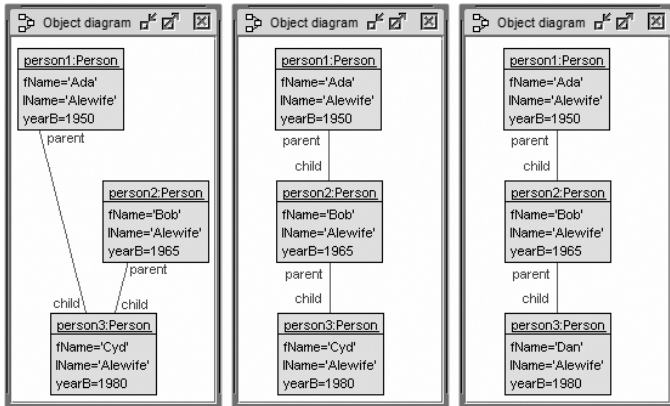 Object diagram
person1:Person
fName='Ada'
lName='Alewife'
yearB=1950
parent
person2:Person
fName='Bob'
lName='Alewife'
yearB=1965
parent
child
child
person3:Person
fName='Cyd'
lName='Alewife'
yearB=1980
Object diagram
person1:Person
fName='Ada'
lName='Alewife'
yearB=1950
parent
child
person2:Person
fName='Bob'
lName='Alewife'
yearB=1965
parent
child
person3:Person
fName='Cyd'
lName='Alewife'
yearB=1980
Object diagram
person1:Person
fName='Ada'
lName='Alewife'
yearB=1950
parent
child
person2:Person
fName='Bob'
lName='Alewife'
yearB=1965
parent
child
person3:Person
fName='Dan'
lName='Alewife'
yearB=1980